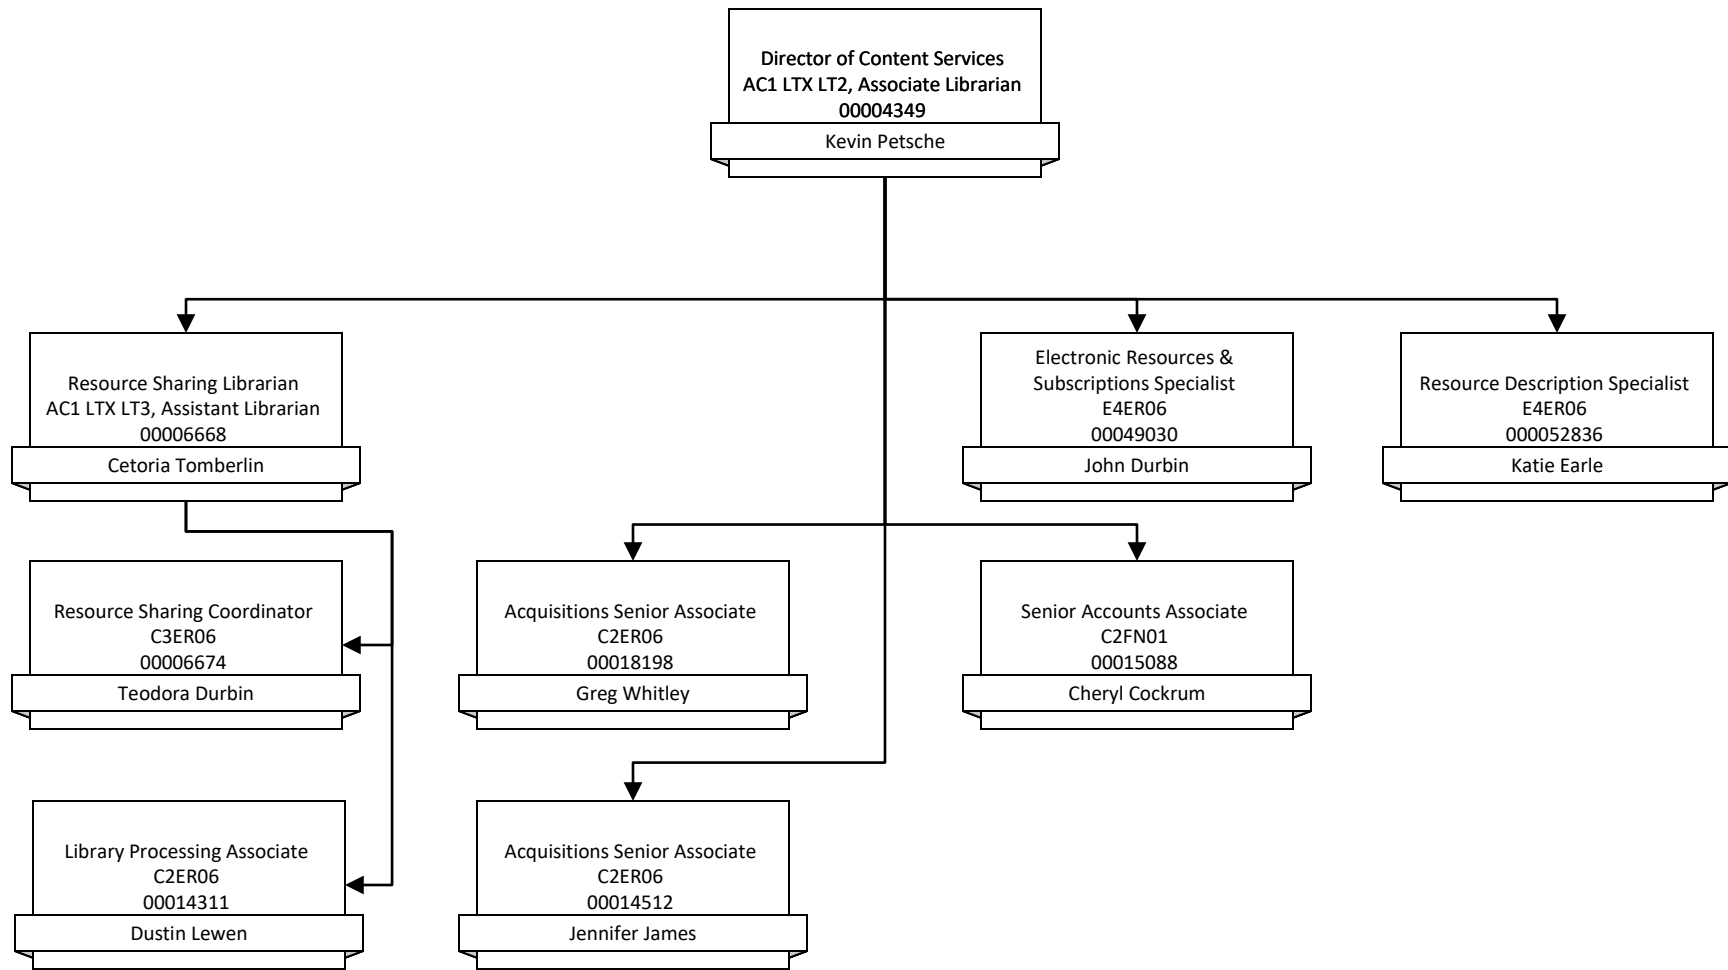 Director of Content Services
AC1 LTX LT2, Associate Librarian
00004349
Kevin Petsche
Resource Sharing Librarian
AC1 LTX LT3, Assistant Librarian
00006668
Cetoria Tomberlin
Electronic Resources &
Subscriptions Specialist
E4ER06
00049030
John Durbin
Resource Description Specialist
E4ER06
000052836
Katie Earle
Resource Sharing Coordinator
C3ER06
00006674
Teodora Durbin
Acquisitions Senior Associate
C2ER06
00018198
Greg Whitley
Senior Accounts Associate
C2FN01
00015088
Cheryl Cockrum
Library Processing Associate
C2ER06
00014311
Dustin Lewen
Acquisitions Senior Associate
C2ER06
00014512
Jennifer James